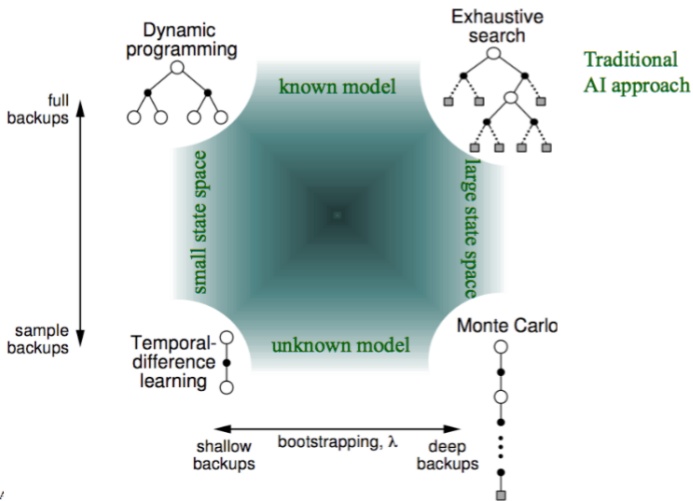 Dynamic
programming
Exhaustive
search
Traditional
AI approach
known model
full
backups
small state space
large state space
sample
backups
Temporal-
difference
learning
unknown model
Monte Carlo
shallow
backups
bootstrapping, λ
deep
backups